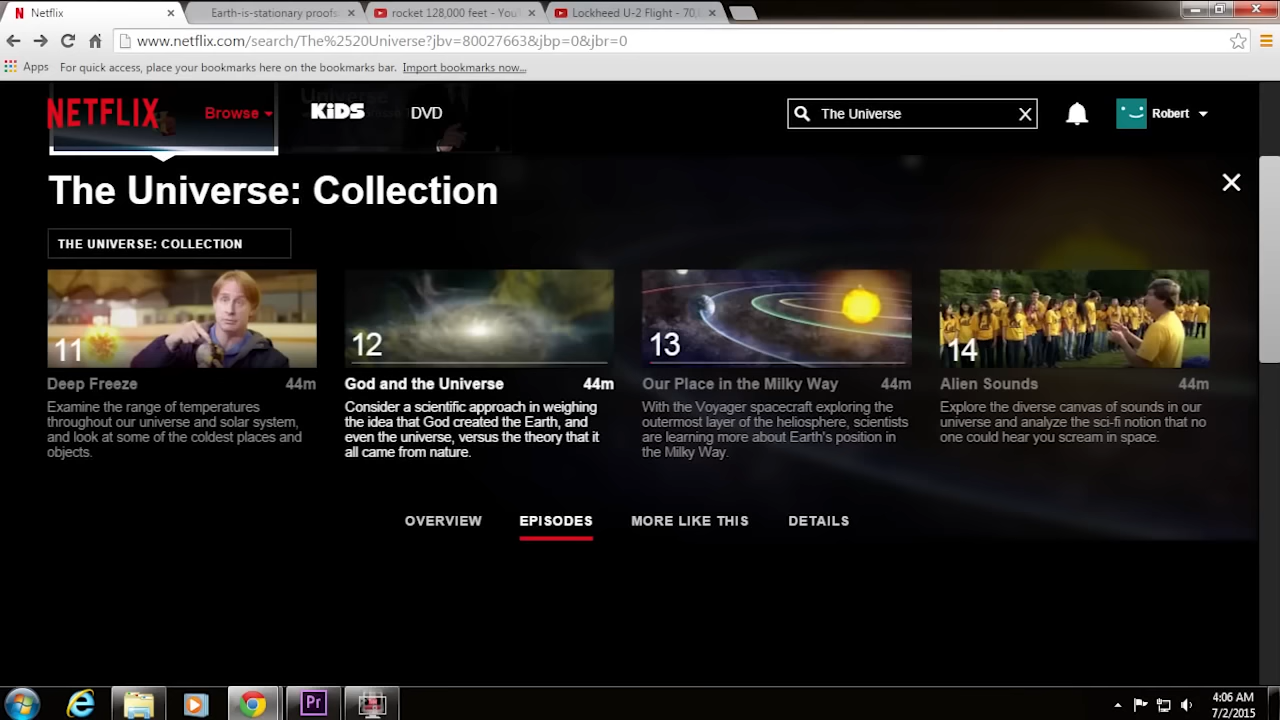 Netflix
Earth-is-stationary proofs
rocket 128,000 feet - You
Lockheed U-2 Flight - 70,
www.netflix.com/search/The%2520Universe?jbv=80027663&jbp=0&jbr=0
Apps For quick access, place your bookmarks here on the bookmarks bar. Import bookmarks now...
NETFLIX Browse KiDS DVD The Universe Robert
Universe
The Universe: Collection
THE UNIVERSE: COLLECTION
11 12 13 14
Deep Freeze 44m
Examine the range of temperatures
throughout our universe and solar system,
and look at some of the coldest places and
objects.
God and the Universe 44m
Consider a scientific approach in weighing
the idea that God created the Earth, and
even the universe, versus the theory that it
all came from nature.
Our Place in the Milky Way 44m
With the Voyager spacecraft exploring the
outermost layer of the heliosphere, scientists
are learning more about Earth's position in
the Milky Way.
Alien Sounds 44m
Explore the diverse canvas of sounds in our
universe and analyze the sci-fi notion that no
one could hear you scream in space.
OVERVIEW EPISODES MORE LIKE THIS DETAILS
Pr
4:06 AM
7/2/2015